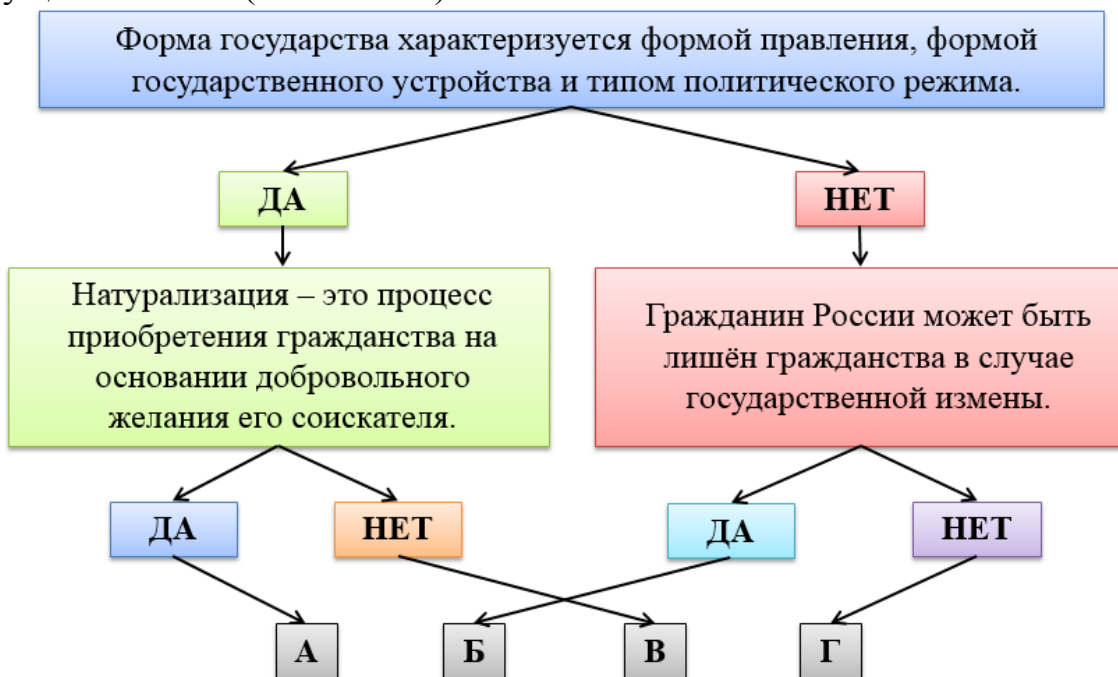 Форма государства характеризуется формой правления, формой
государственного устройства и типом политического режима.
ДА
НЕТ
Натурализация – это процесс
приобретения гражданства на
основании добровольного
желания его соискателя.
Гражданин России может быть
лишён гражданства в случае
государственной измены.
ДА
НЕТ
ДА
НЕТ
А
Б
В
Г